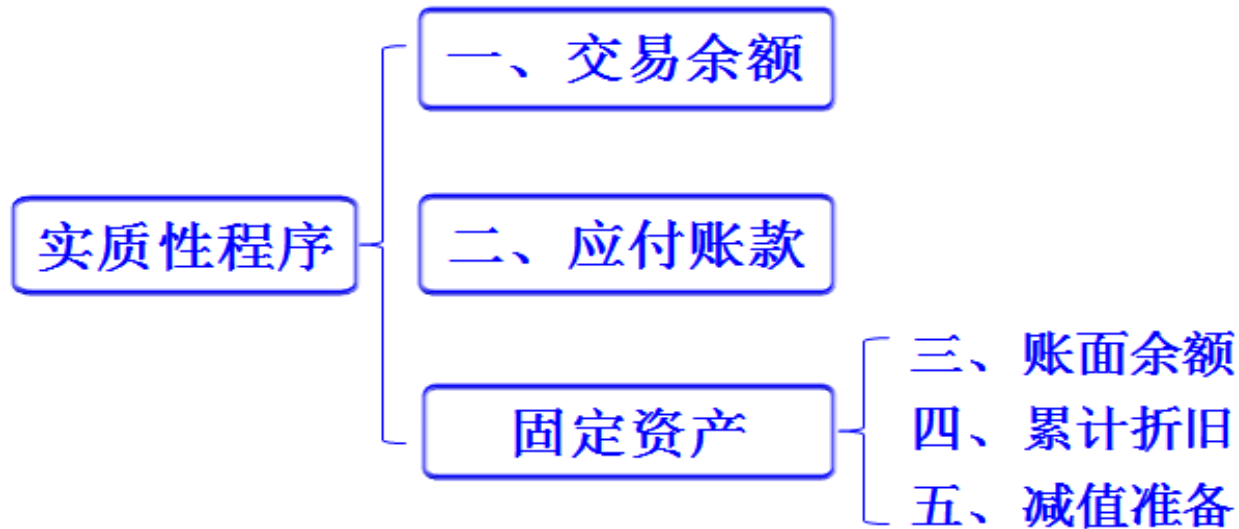 一、交易余额
实质性程序
二、应付账款
固定资产
三、账面余额
四、累计折旧
五、减值准备